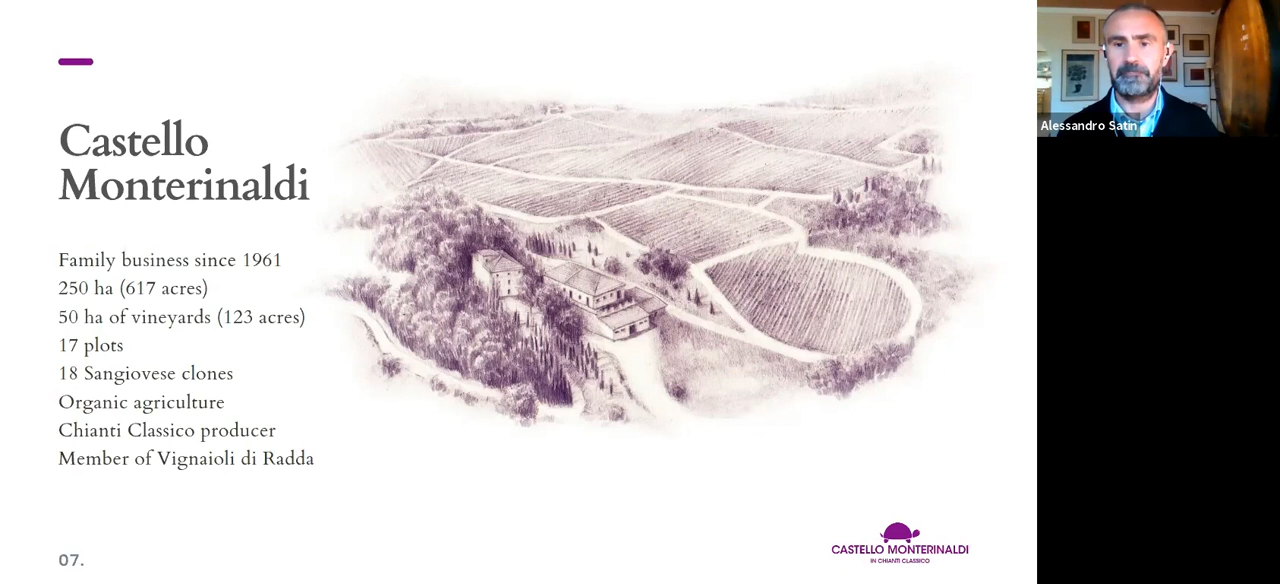 Castello
Monterinaldi
Family business since 1961
250 ha (617 acres)
50 ha of vineyards (123 acres)
17 plots
18 Sangiovese clones
Organic agriculture
Chianti Classico producer
Member of Vignaioli di Radda
07.
CASTELLO MONTERINALDI
IN CHIANTI CLASSICO
Alessandro Satin